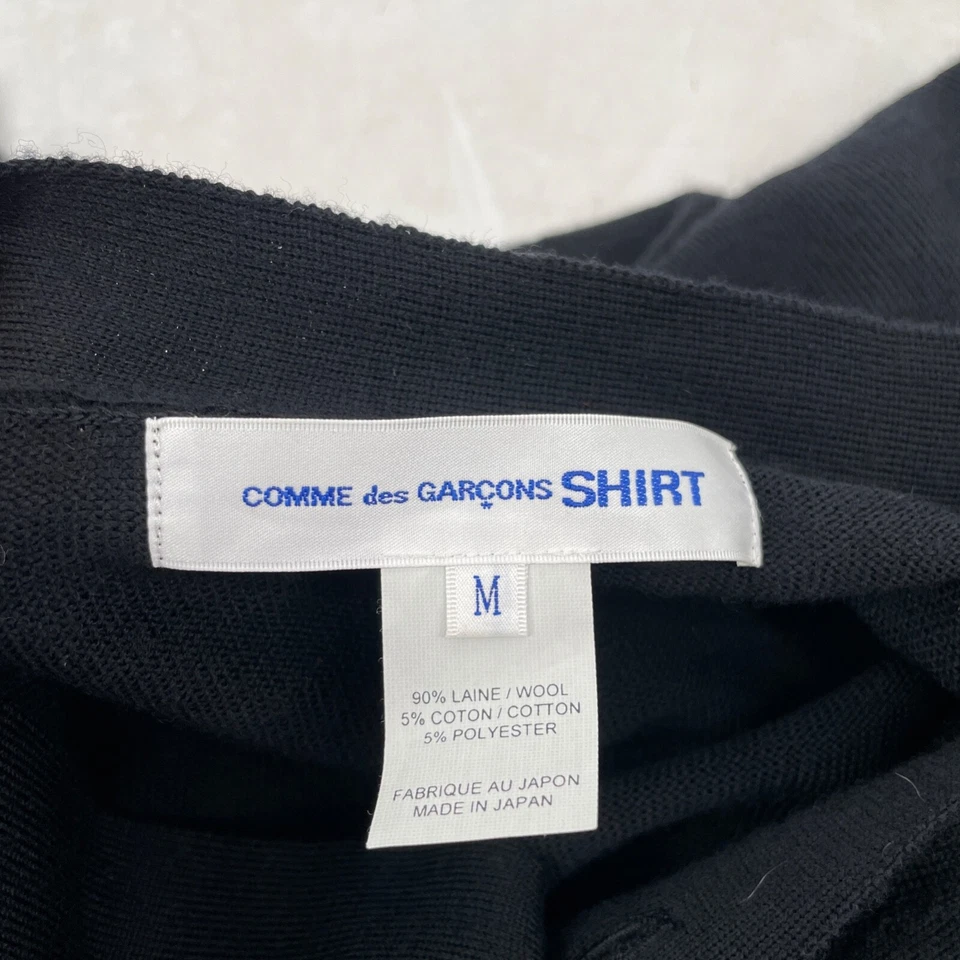 COMME des GARÇONS SHIRT
M
90% LAINE / WOOL
5% COTON / COTTON
5% POLYESTER
FABRIQUE AU JAPON
MADE IN JAPAN